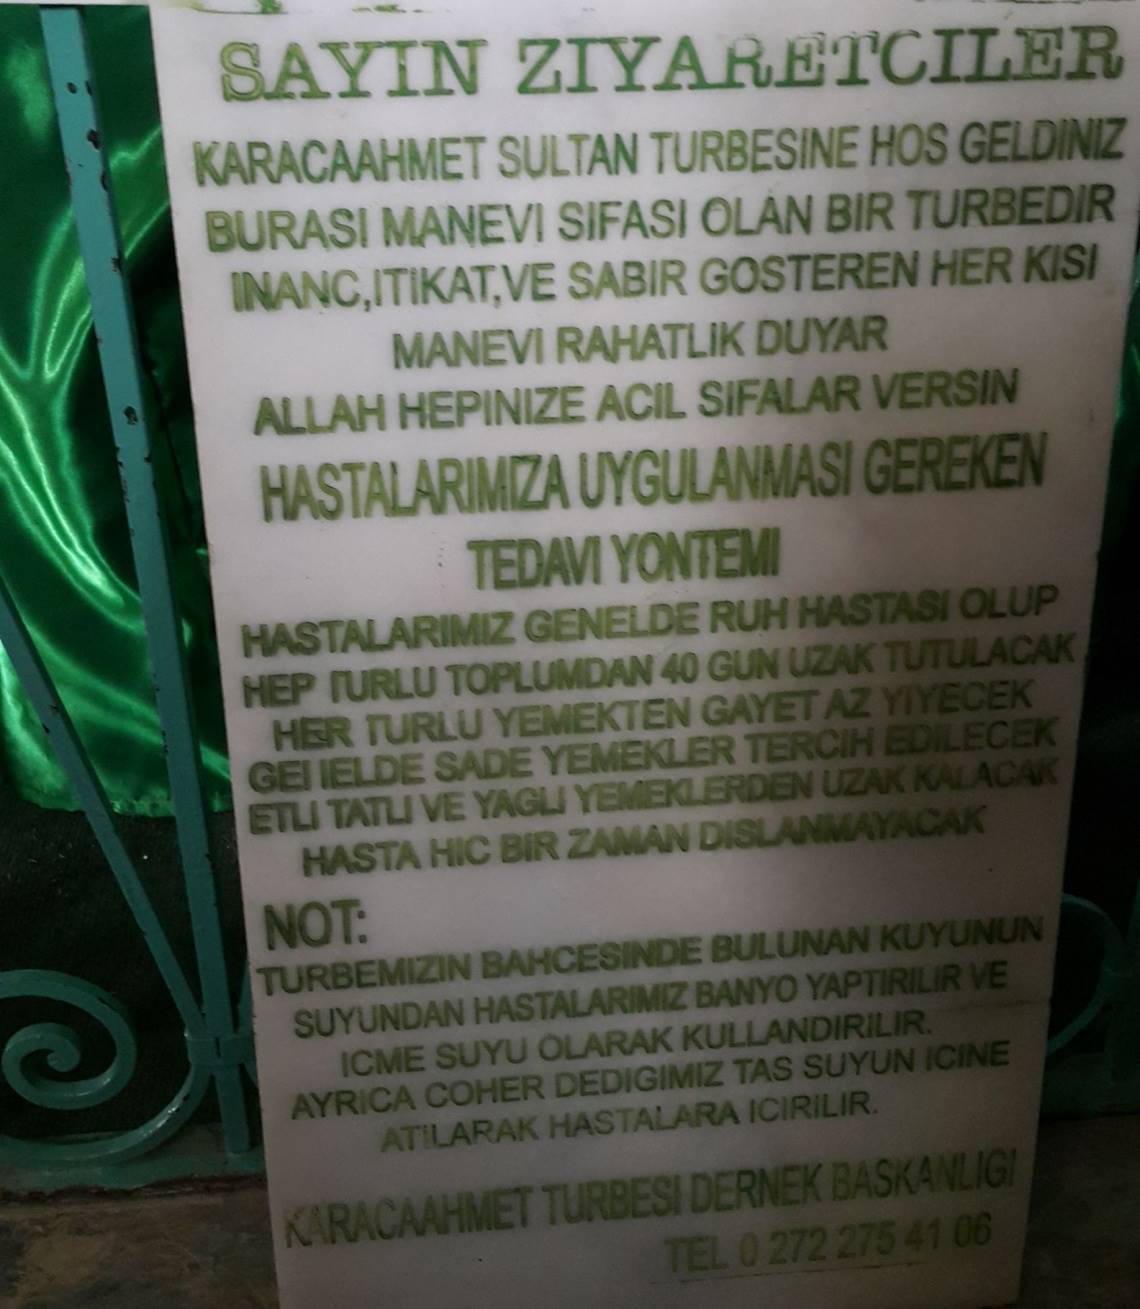 SAYIN ZIYARETCILER
KARACAAHMET SULTAN TURBESINE HOS GELDINIZ
BURASI MANEVI SIFASI OLAN BIR TURBEDIR
INANC,ITIKAT,VE SABIR GOSTEREN HER KISI
MANEVI RAHATLIK DUYAR
ALLAH HEPINIZE ACIL SIFALAR VERSIN
HASTALARIMIZA UYGULANMASI GEREKEN
TEDAVI YONTEMI
HASTALARIMIZ GENELDE RUH HASTASI OLUP
HEP TURLU TOPLUMDAN 40 GUN UZAK TUTULACAK
HER TURLU YEMEKTEN GAYET AZ YIYECEK
GENELDE SADE YEMEKLER TERCIH EDILECEK
ETLI TATLI VE YAGLI YEMEKLERDEN UZAK KALACAK
HASTA HIC BIR ZAMAN DISLANMAYACAK
NOT:
TURBEMIZIN BAHCESINDE BULUNAN KUYUNUN
SUYUNDAN HASTALARIMIZ BANYO YAPTIRILIR VE
ICME SUYU OLARAK KULLANDIRILIR.
AYRICA COHER DEDIGIMIZ TAS SUYUN ICINE
ATILARAK HASTALARA ICIRILIR.
KARACAAHMET TURBESI DERNEK BASKANLIGI
TEL 0 272 275 41 06